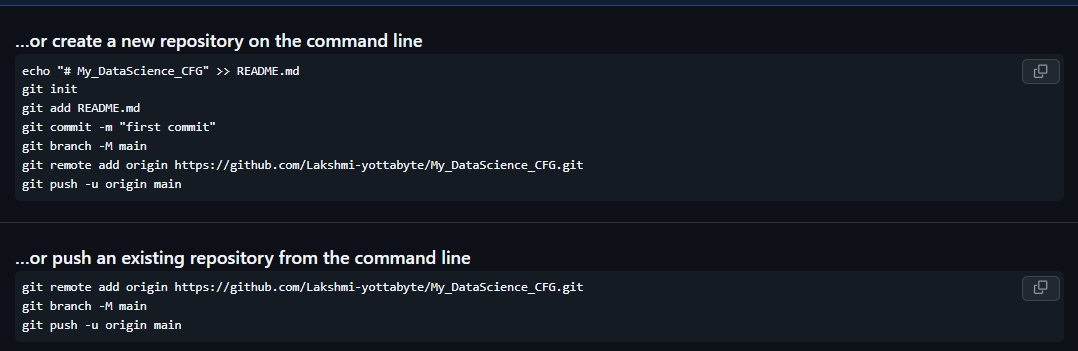 ...or create a new repository on the command line
echo "# My_DataScience_CFG" >> README.md
git init
git add README.md
git commit -m "first commit"
git branch -M main
git remote add origin https://github.com/Lakshmi-yottabyte/My_DataScience_CFG.git
git push -u origin main
...or push an existing repository from the command line
git remote add origin https://github.com/Lakshmi-yottabyte/My_DataScience_CFG.git
git branch -M main
git push -u origin main